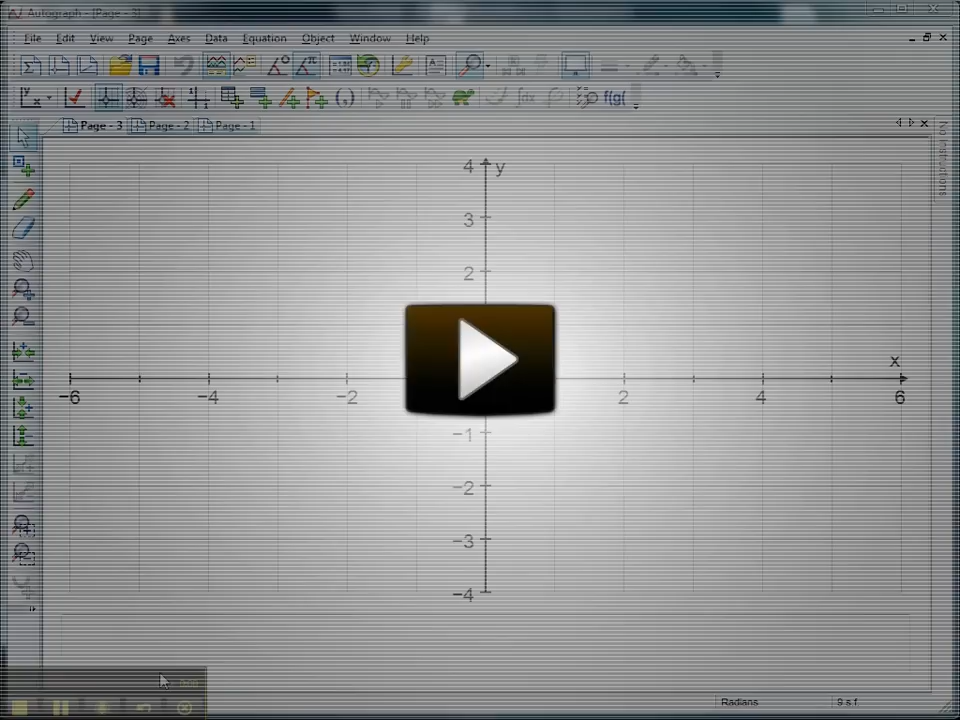 Autograph - [Page - 3]
File Edit View Page Axes Data Equation Object Window Help
f(g(
Page - 3 Page - 2 Page - 1
No Instructions
4 y
3
2
x
−6 −4 −2 2 4 6
−1
−2
−3
−4
Radians 9 s.f.